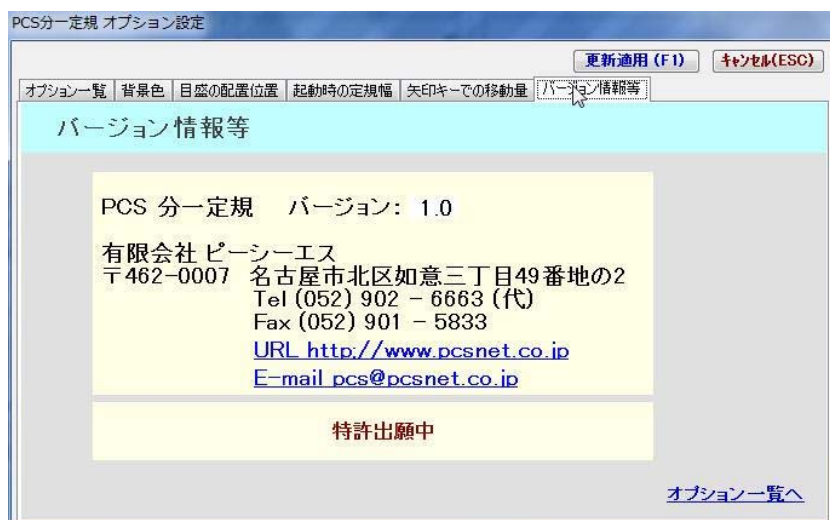 PCS分一定規 オプション設定
更新適用(F1) キャンセル(ESC)
オプション一覧 背景色 目盛の配置位置 起動時の定規幅 矢印キーでの移動量 バージョン情報等
バージョン情報等
PCS 分一定規 バージョン: 1.0
有限会社 ピーシーエス
〒462-0007 名古屋市北区如意三丁目49番地の2
Tel (052) 902 - 6663 (代)
Fax (052) 901 - 5833
URL http://www.pcsnet.co.jp
E-mail pcs@pcsnet.co.jp
特許出願中
オプション一覧へ